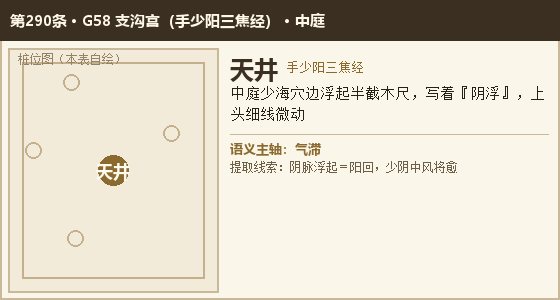 第290条・G58 支沟宫（手少阳三焦经）・中庭
桩位图（本表自绘）
天井
天井 手少阳三焦经
中庭少海穴边浮起半截木尺，写着『阴浮』，上
头细线微动
语义主轴：气滞
提取线索：阴脉浮起＝阳回，少阴中风将愈